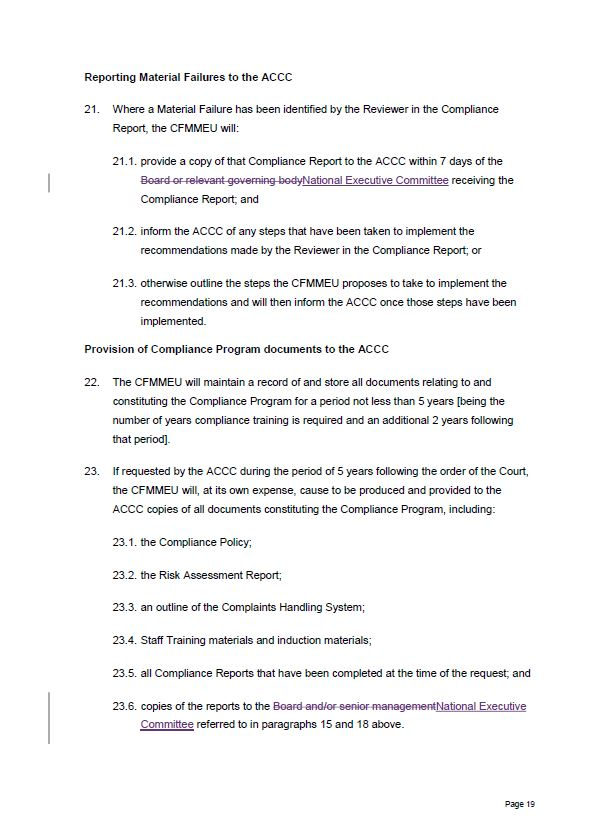 Reporting Material Failures to the ACCC
21. Where a Material Failure has been identified by the Reviewer in the Compliance
Report, the CFMMEU will:
21.1. provide a copy of that Compliance Report to the ACCC within 7 days of the
Board or relevant governing bodyNational Executive Committee receiving the
Compliance Report; and
21.2. inform the ACCC of any steps that have been taken to implement the
recommendations made by the Reviewer in the Compliance Report; or
21.3. otherwise outline the steps the CFMMEU proposes to take to implement the
recommendations and will then inform the ACCC once those steps have been
implemented.
Provision of Compliance Program documents to the ACCC
22. The CFMMEU will maintain a record of and store all documents relating to and
constituting the Compliance Program for a period not less than 5 years [being the
number of years compliance training is required and an additional 2 years following
that period].
23. If requested by the ACCC during the period of 5 years following the order of the Court,
the CFMMEU will, at its own expense, cause to be produced and provided to the
ACCC copies of all documents constituting the Compliance Program, including:
23.1. the Compliance Policy;
23.2. the Risk Assessment Report;
23.3. an outline of the Complaints Handling System;
23.4. Staff Training materials and induction materials;
23.5. all Compliance Reports that have been completed at the time of the request; and
23.6. copies of the reports to the Board and/or senior managementNational Executive
Committee referred to in paragraphs 15 and 18 above.
Page 19